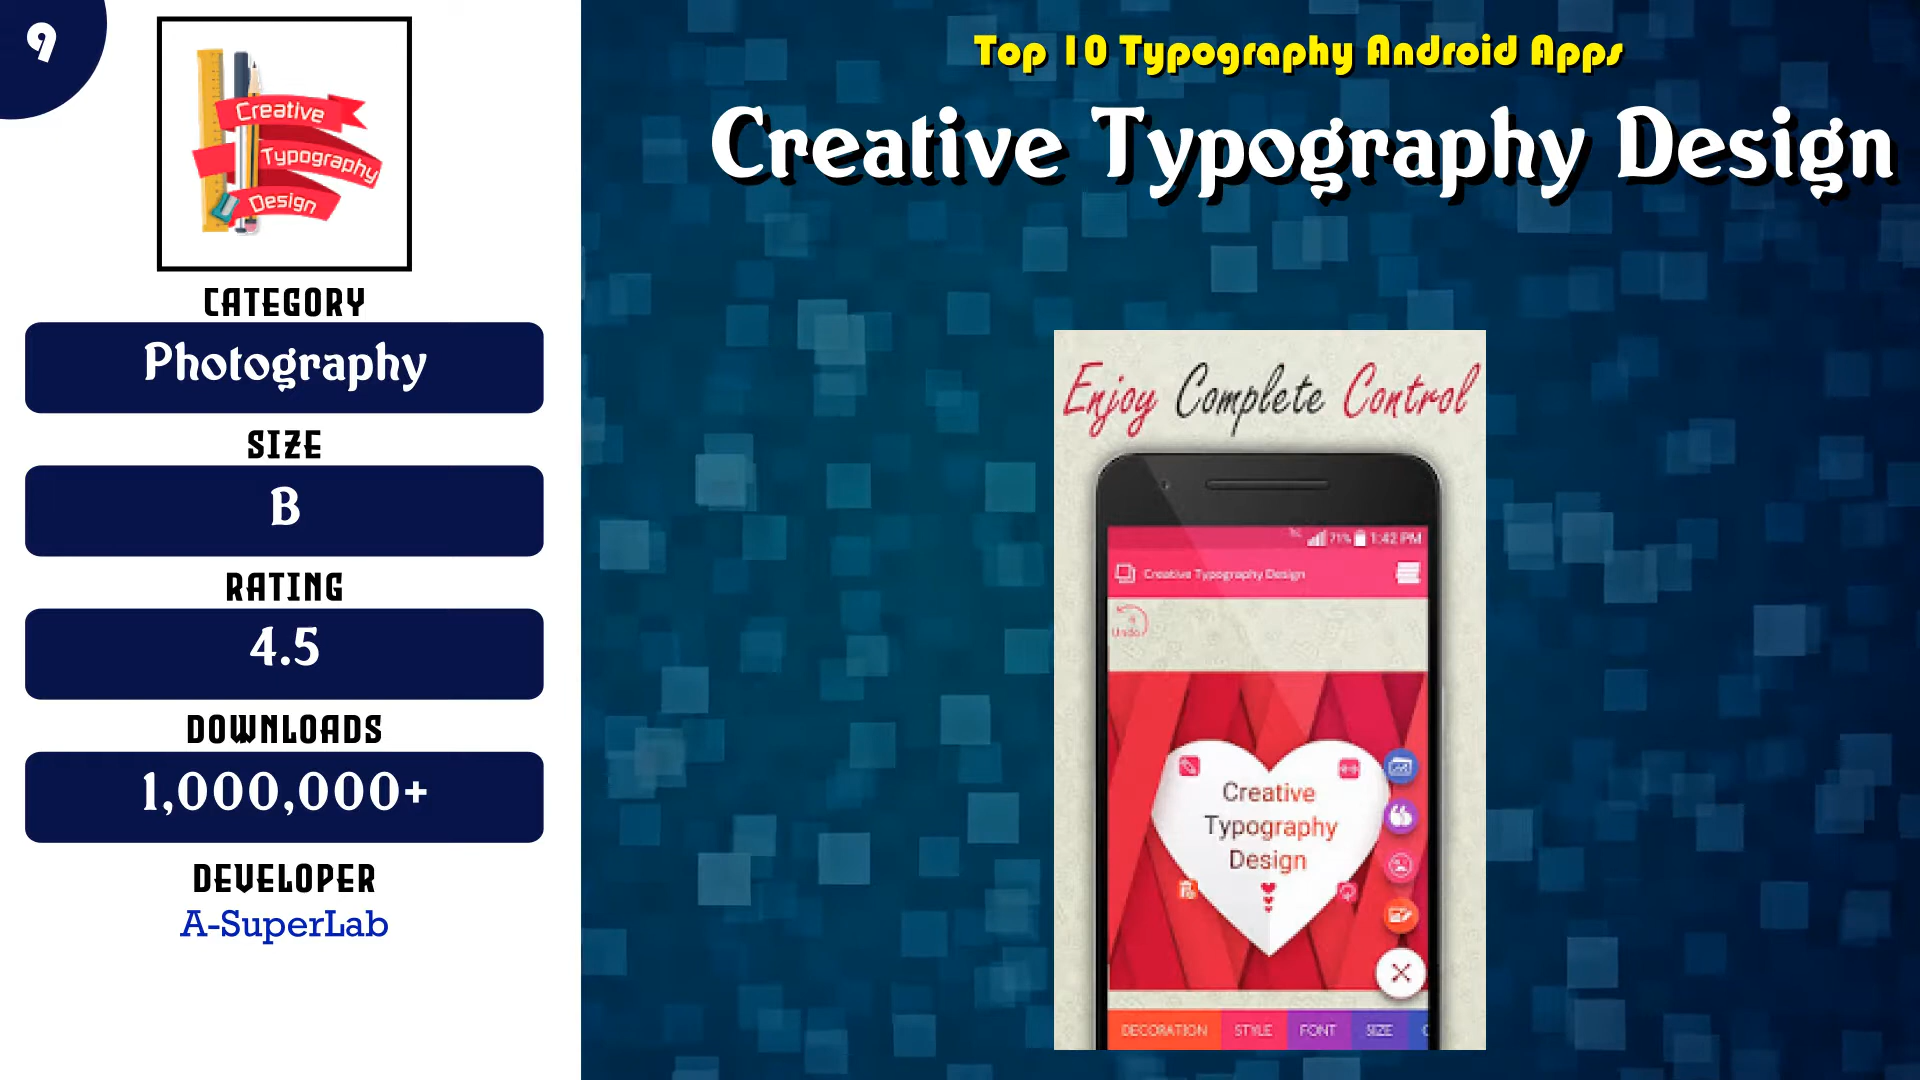 9
Creative
Typography
Design
CATEGORY
Photography
SIZE
B
RATING
4.5
DOWNLOADS
1,000,000+
DEVELOPER
A-SuperLab
Top 10 Typography Android Apps
Creative Typography Design
Enjoy Complete Control
71% 1:42 PM
Creative Typography Design
Undo
Creative
Typography
Design
DECORATION STYLE FONT SIZE